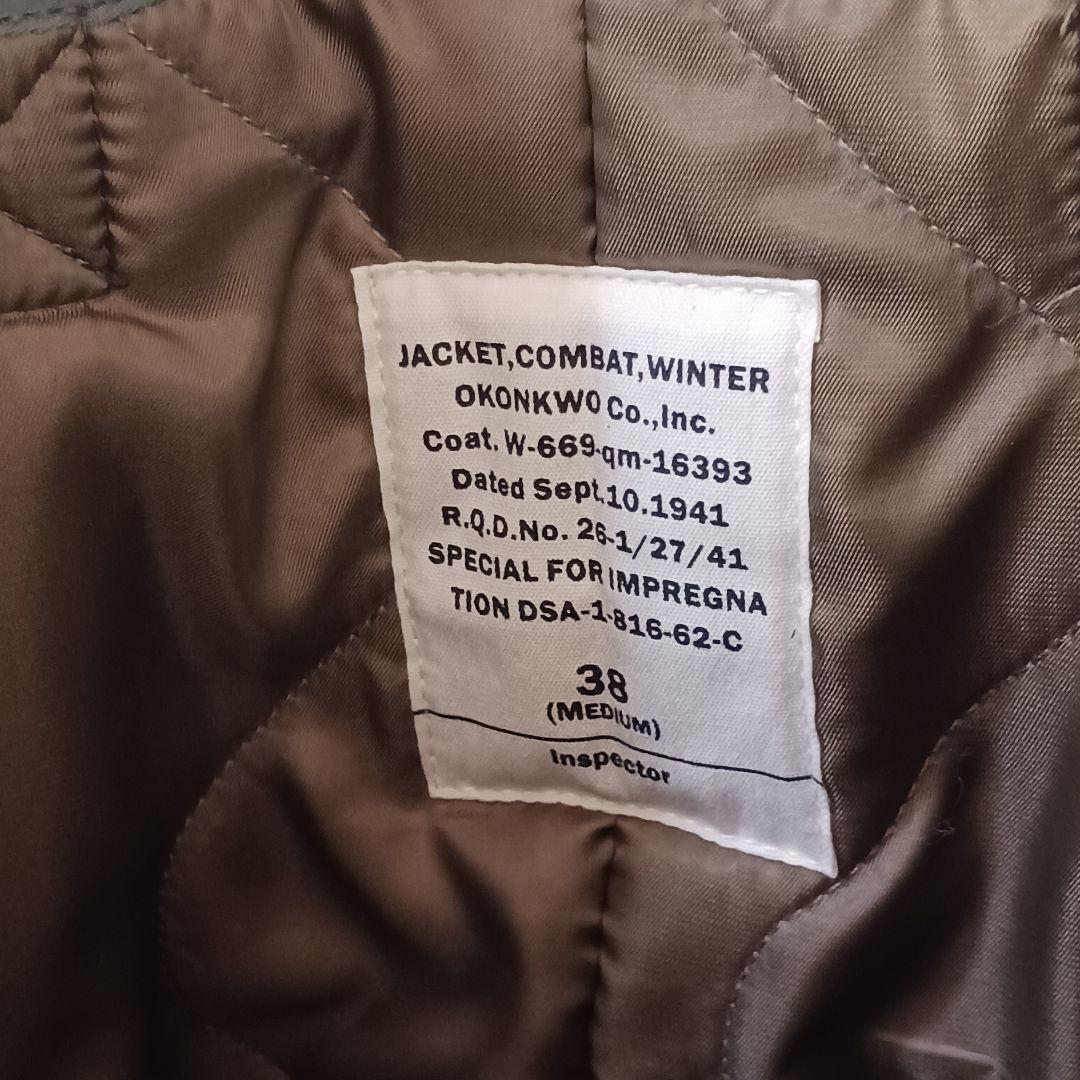 JACKET,COMBAT,WINTER
OKONKWO Co.,Inc.
Coat. W-669-qm-16393
Dated Sept.10.1941
R.Q.D.No. 26-1/27/41
SPECIAL FOR IMPREGNA
TION DSA-1-816-62-C
38
(MEDIUM)
Inspector